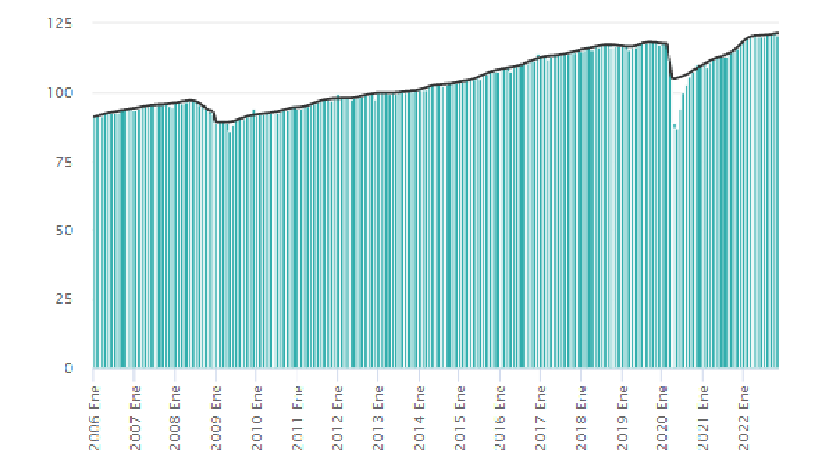 125
100
75
50
25
0
2006 Ene
2007 Ene
2008 Ene
2009 Ene
2010 Ene
2011 Ene
2012 Ene
2013 Ene
2014 Ene
2015 Ene
2016 Ene
2017 Ene
2018 Ene
2019 Ene
2020 Ene
2021 Ene
2022 Ene